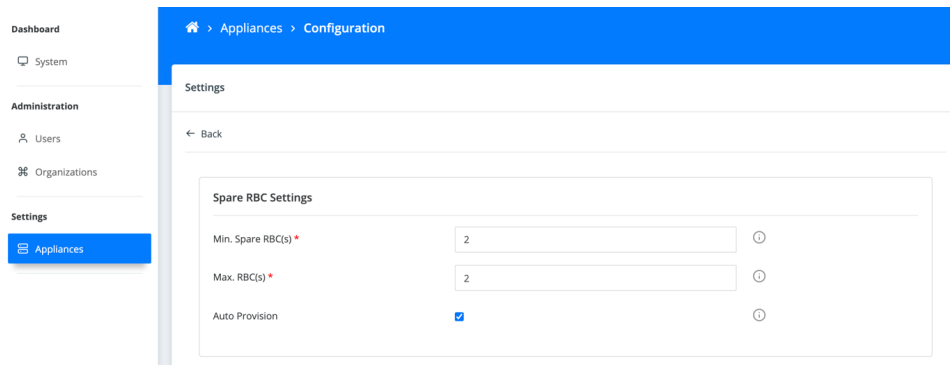 Dashboard
System
Administration
Users
Organizations
Settings
Appliances
> Appliances > Configuration
Settings
← Back
Spare RBC Settings
Min. Spare RBC(s) * 2
Max. RBC(s) * 2
Auto Provision